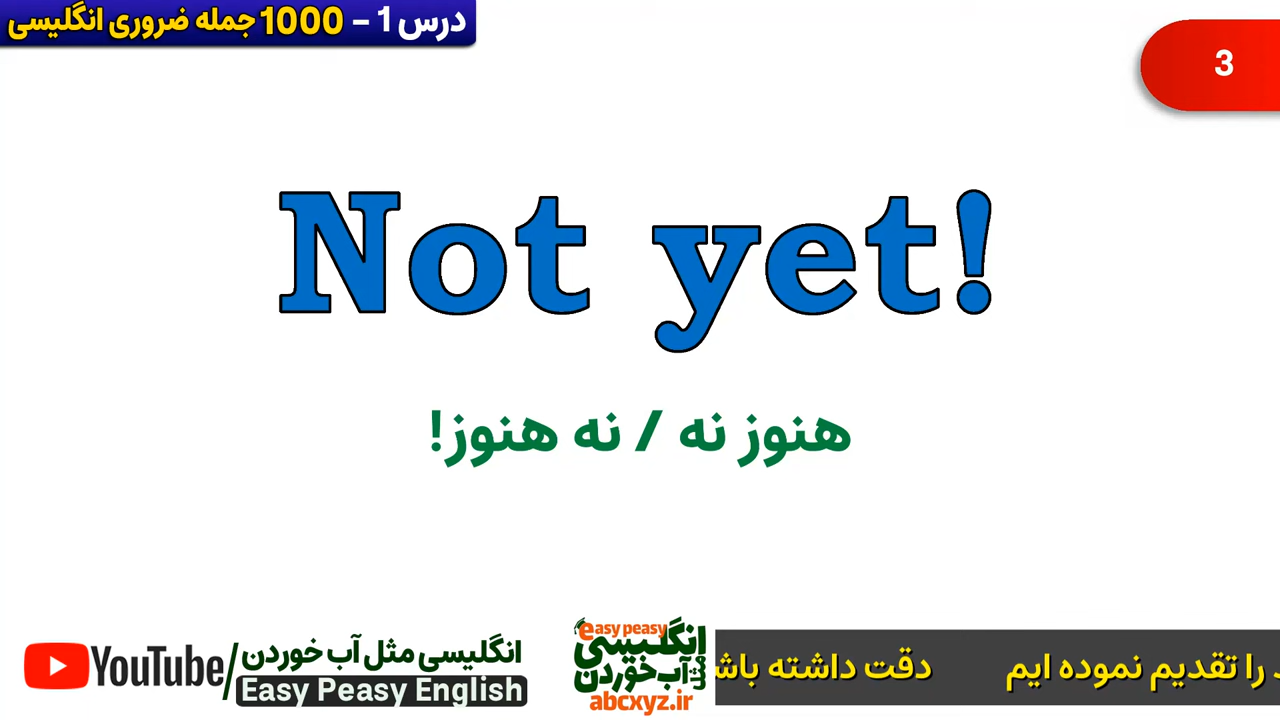 درس 1 – 1000 جمله ضروری انگلیسی
3
Not yet!
هنوز نه / نه هنوز!
YouTube/انگلیسی مثل آب خوردن
Easy Peasy English
easy peasy
انگلیسی
مثل آب خوردن
abcxyz.ir
را تقدیم نموده ایم دقت داشته